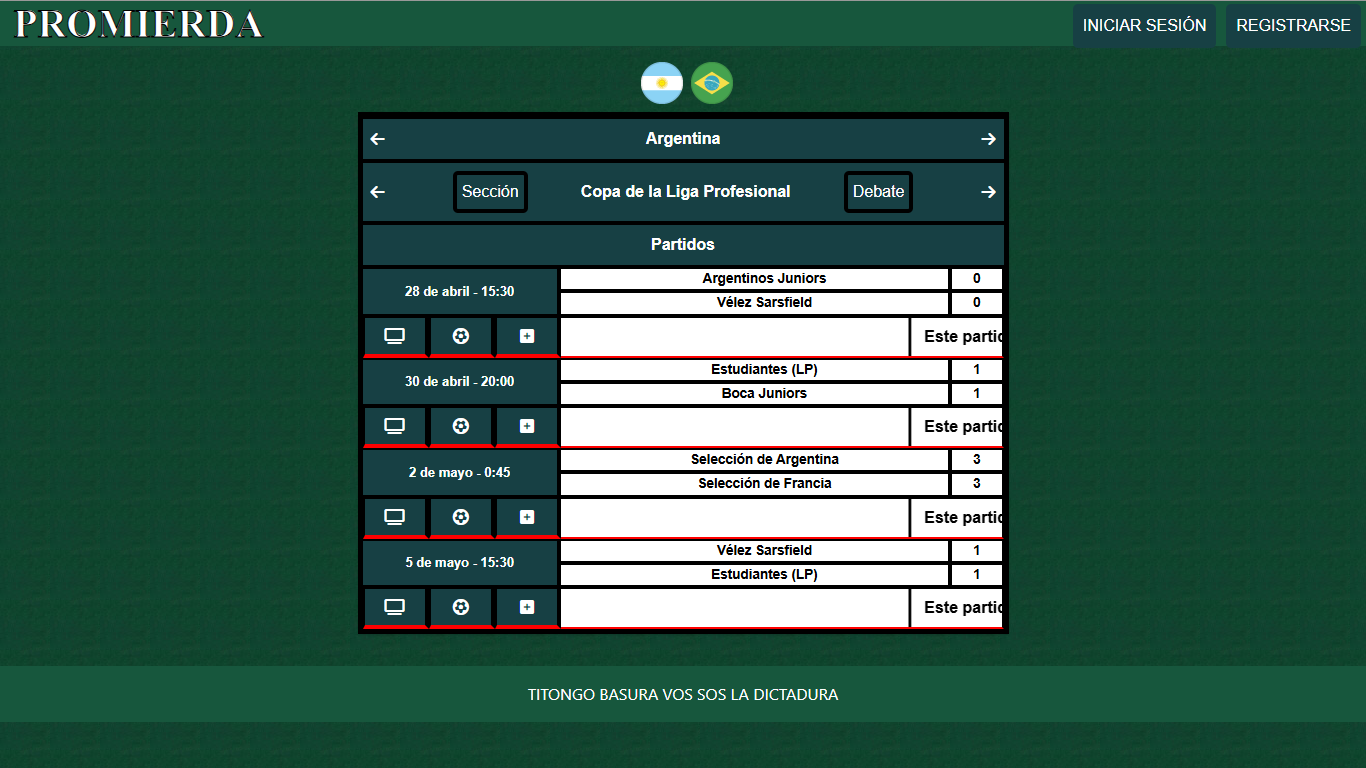 PROMIERDA
INICIAR SESIÓN
REGISTRARSE
Argentina
Sección
Copa de la Liga Profesional
Debate
Partidos
28 de abril - 15:30
Argentinos Juniors
0
Vélez Sarsfield
0
Este partic
30 de abril - 20:00
Estudiantes (LP)
1
Boca Juniors
1
Este partic
2 de mayo - 0:45
Selección de Argentina
3
Selección de Francia
3
Este partic
5 de mayo - 15:30
Vélez Sarsfield
1
Estudiantes (LP)
1
Este partic
TITONGO BASURA VOS SOS LA DICTADURA